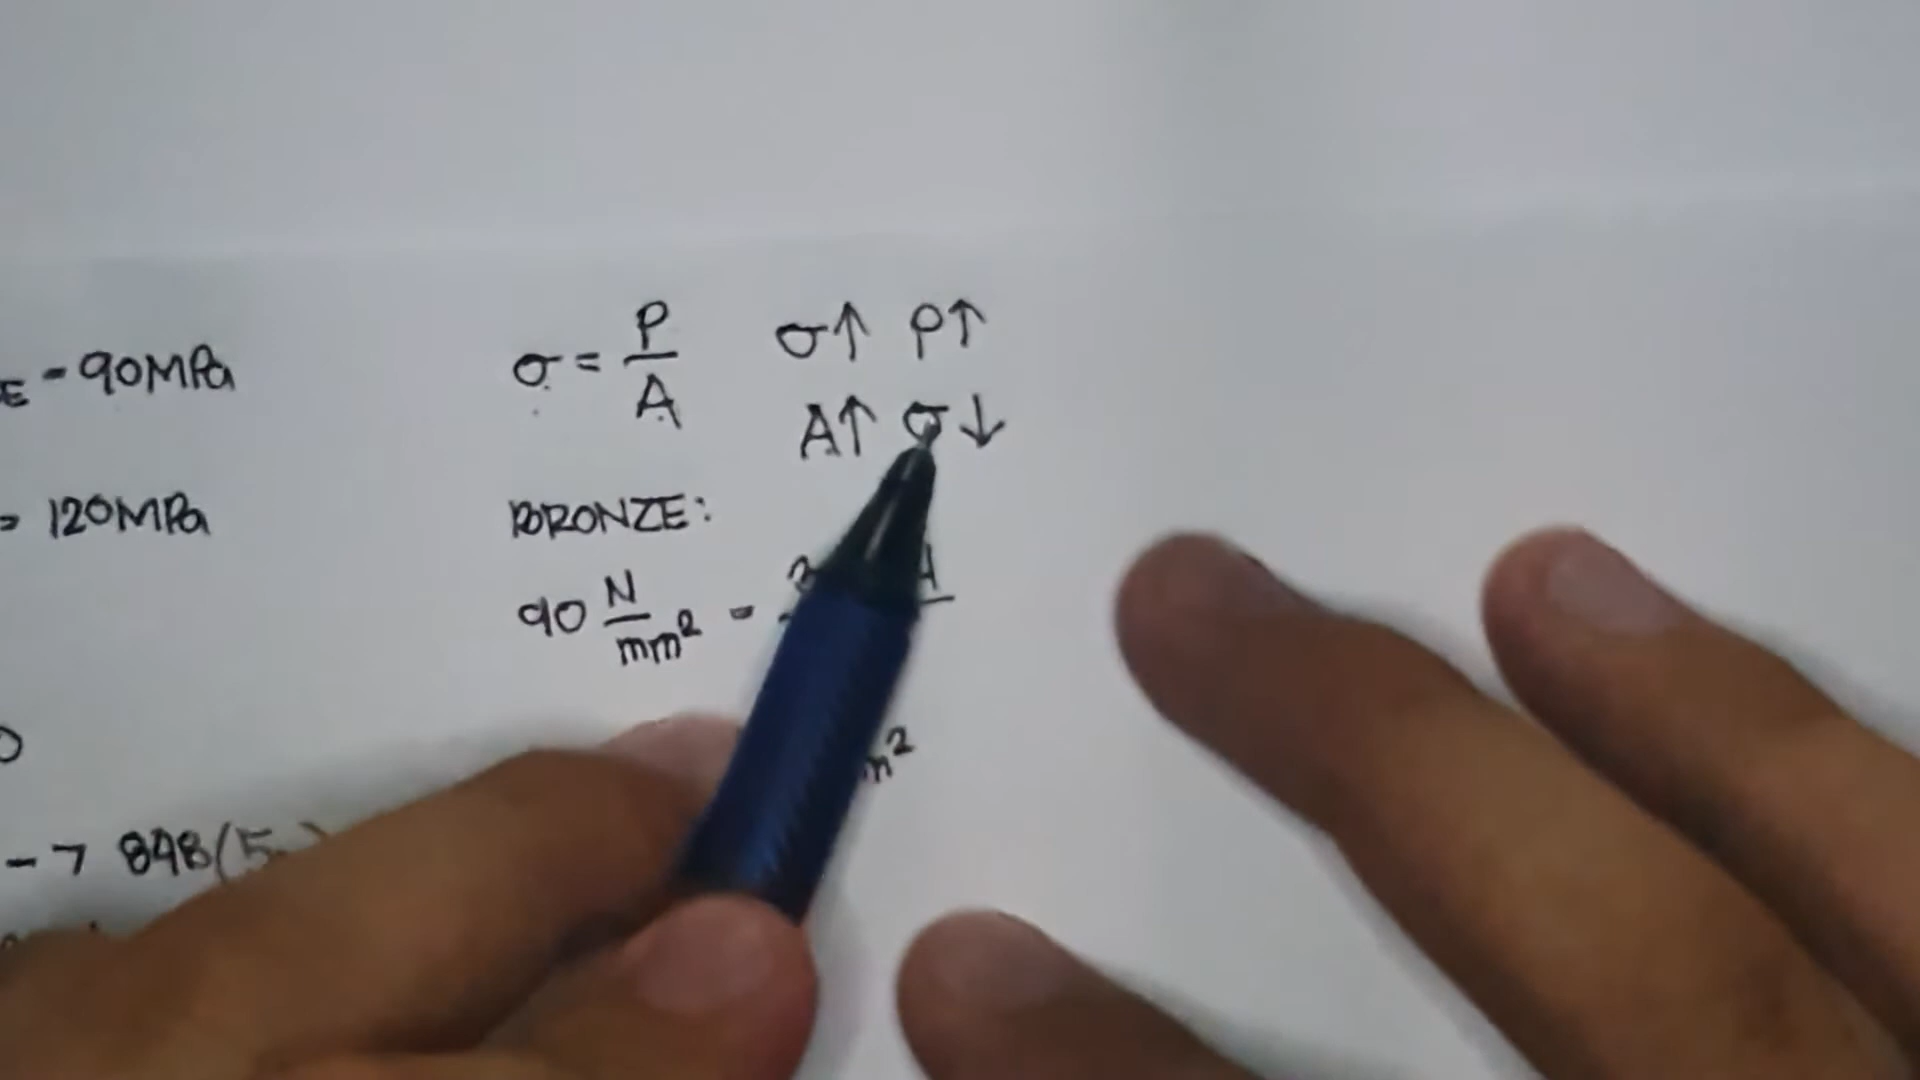 - 90MPa
= 120MPa
- 7 848(5
σ = P/A σ↑ P↑
A↑ σ↓
BRONZE:
90 N/mm² =